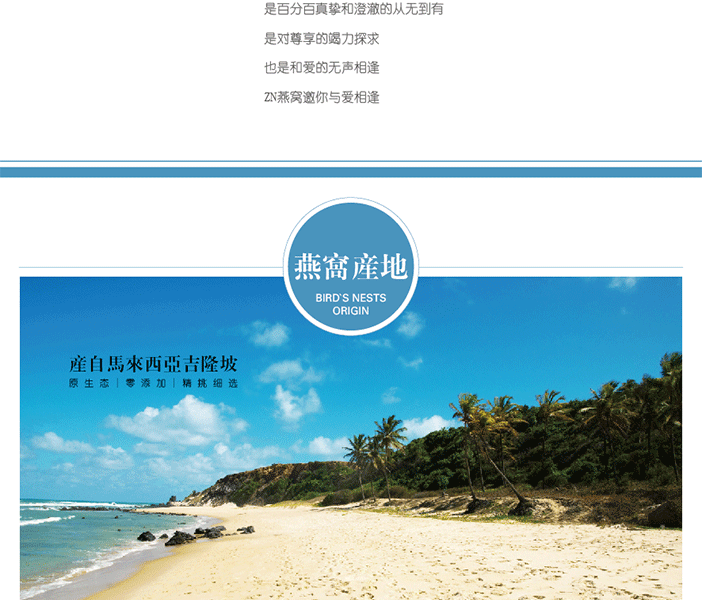 是百分百真挚和澄澈的从无到有
是对尊享的竭力探求
也是和爱的无声相逢
ZN燕窝邀你与爱相逢
燕窩産地
BIRD'S NESTS
ORIGIN
産自馬來西亞吉隆坡
原生态|零添加|精挑细选